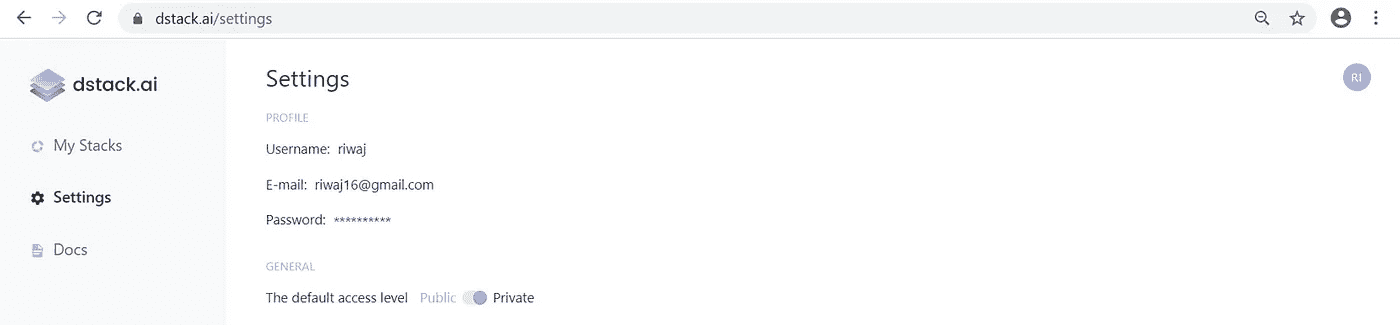 dstack.ai/settings
dstack.ai
My Stacks
Settings
Docs
Settings
RI
PROFILE
Username: riwaj
E-mail: riwaj16@gmail.com
Password: **********
GENERAL
The default access level Public Private